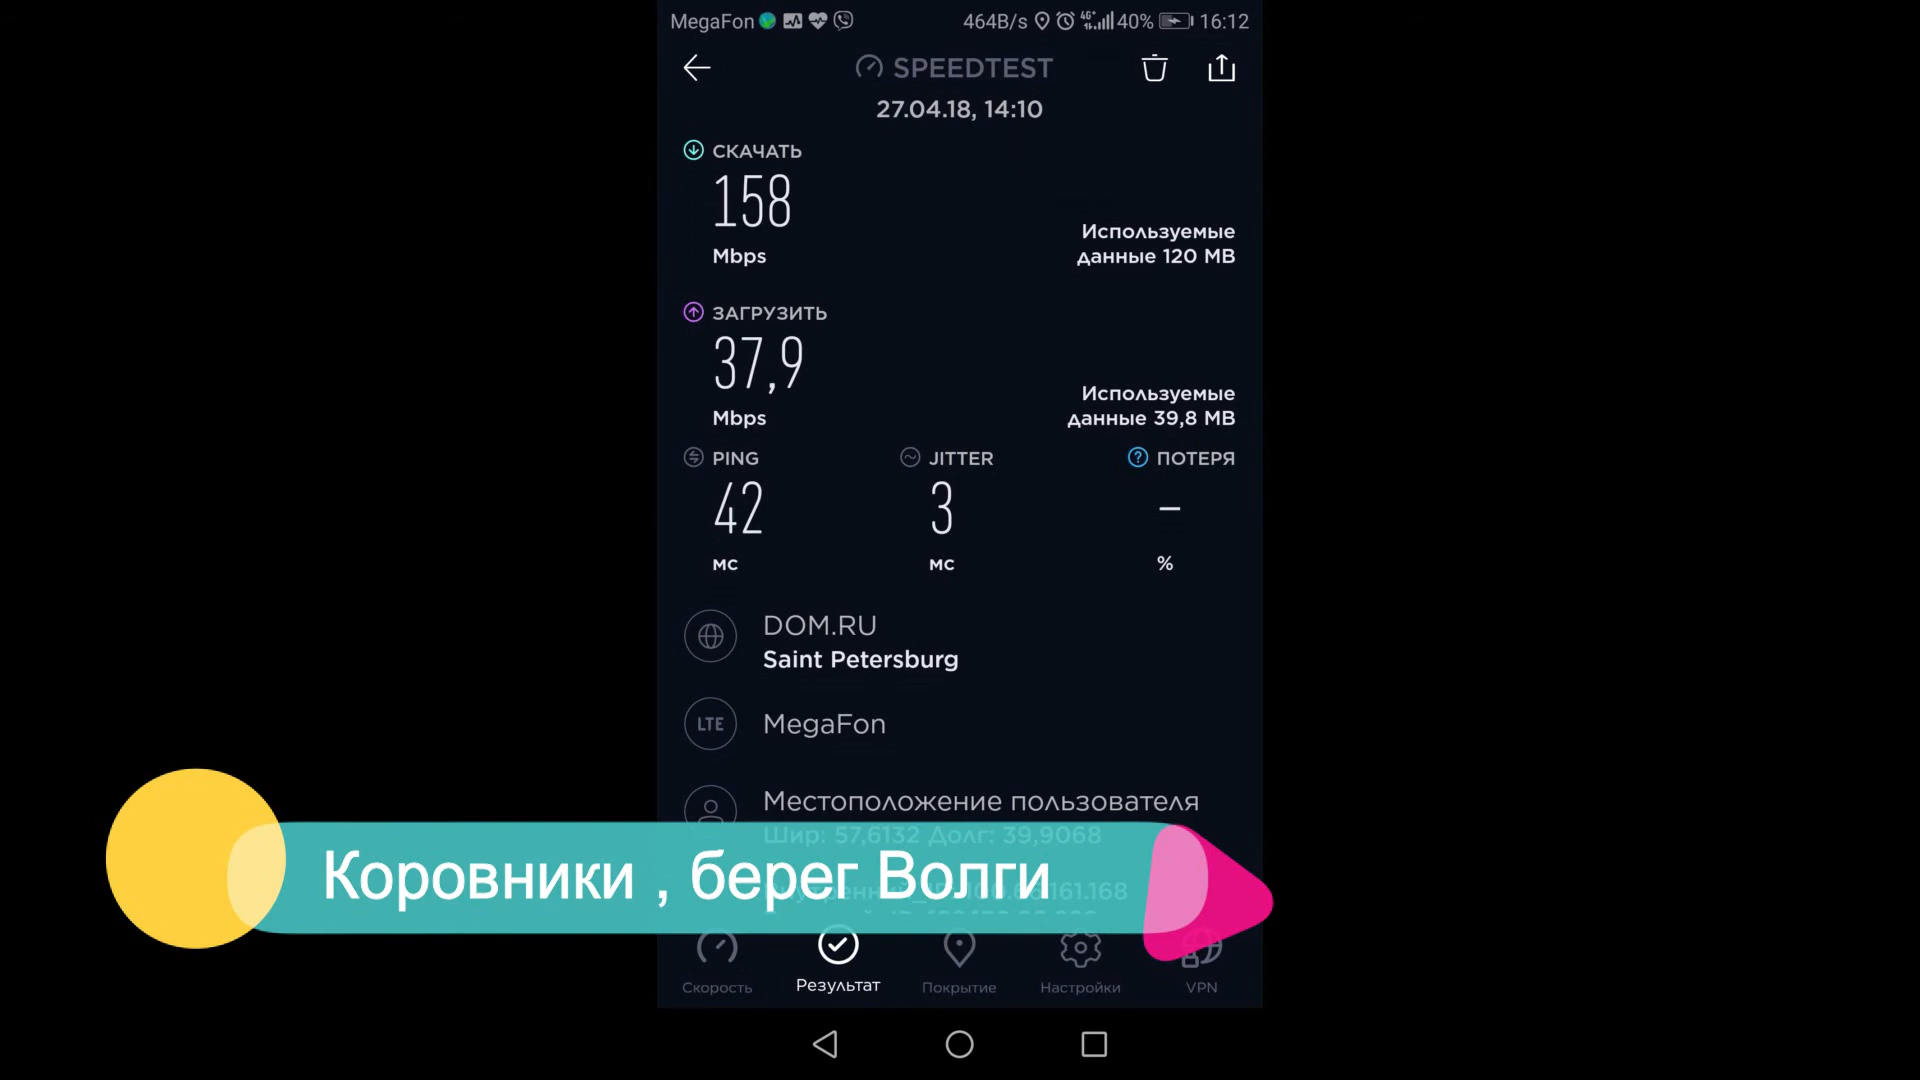 MegaFon 464B/s 4G+ 40% 16:12
SPEEDTEST
27.04.18, 14:10
СКАЧАТЬ
158
Mbps
Используемые
данные 120 MB
ЗАГРУЗИТЬ
37,9
Mbps
Используемые
данные 39,8 MB
PING JITTER ПОТЕРЯ
42 3 –
мс мс %
DOM.RU
Saint Petersburg
LTE MegaFon
Местоположение пользователя
Шир: 57,6132 Долг: 39,9068
Коровники , берег Волги
Скорость Результат Покрытие Настройки VPN